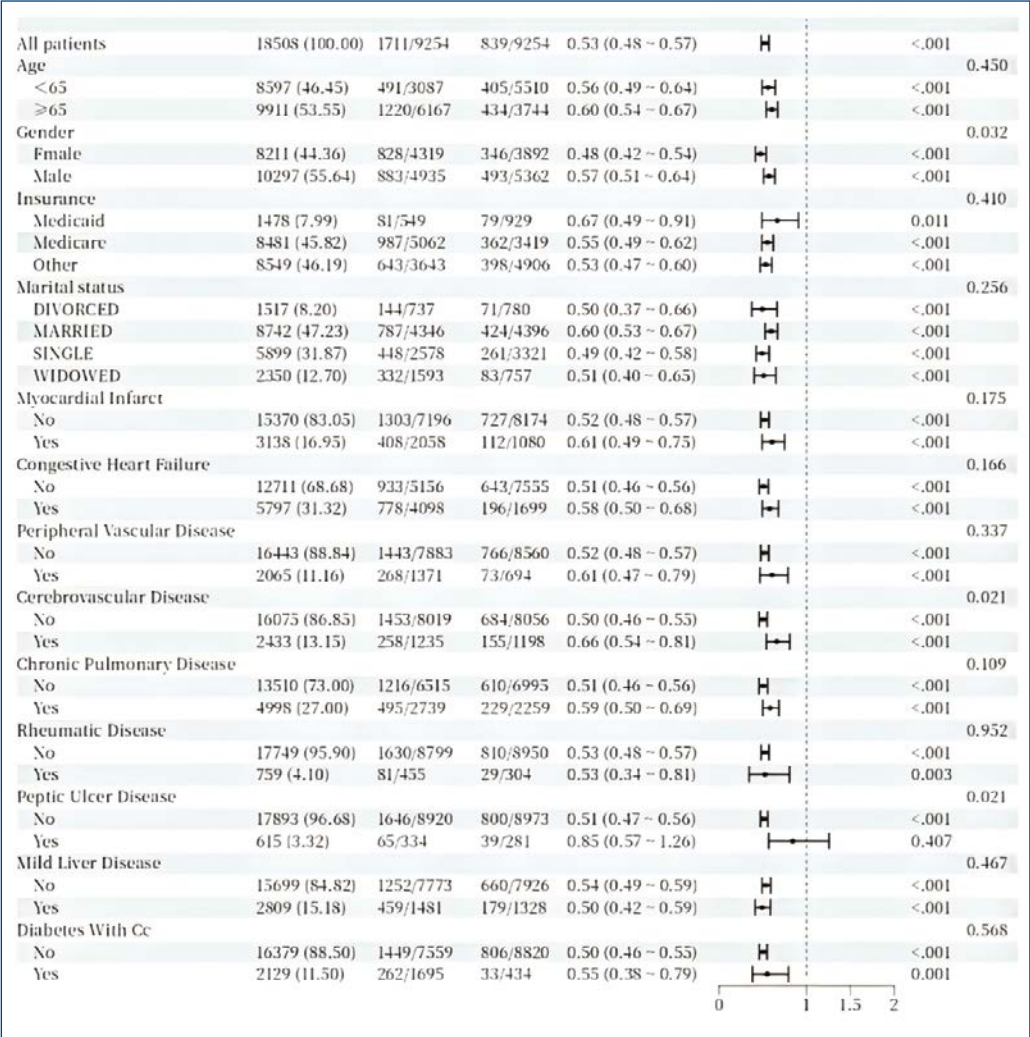 All patients 18508 (100.00) 1711/9254 839/9254 0.53 (0.48 ~ 0.57) <.001
Age 0.450
<65 8597 (46.45) 491/3087 405/5510 0.56 (0.49 ~ 0.64) <.001
⩾65 9911 (53.55) 1220/6167 434/3744 0.60 (0.54 ~ 0.67) <.001
Gender 0.032
Fmale 8211 (44.36) 828/4319 346/3892 0.48 (0.42 ~ 0.54) <.001
Male 10297 (55.64) 883/4935 493/5362 0.57 (0.51 ~ 0.64) <.001
Insurance 0.410
Medicaid 1478 (7.99) 81/549 79/929 0.67 (0.49 ~ 0.91) 0.011
Medicare 8481 (45.82) 987/5062 362/3419 0.55 (0.49 ~ 0.62) <.001
Other 8549 (46.19) 643/3643 398/4906 0.53 (0.47 ~ 0.60) <.001
Marital status 0.256
DIVORCED 1517 (8.20) 144/737 71/780 0.50 (0.37 ~ 0.66) <.001
MARRIED 8742 (47.23) 787/4346 424/4396 0.60 (0.53 ~ 0.67) <.001
SINGLE 5899 (31.87) 448/2578 261/3321 0.49 (0.42 ~ 0.58) <.001
WIDOWED 2350 (12.70) 332/1593 83/757 0.51 (0.40 ~ 0.65) <.001
Myocardial Infarct 0.175
No 15370 (83.05) 1303/7196 727/8174 0.52 (0.48 ~ 0.57) <.001
Yes 3138 (16.95) 408/2058 112/1080 0.61 (0.49 ~ 0.75) <.001
Congestive Heart Failure 0.166
No 12711 (68.68) 933/5156 643/7555 0.51 (0.46 ~ 0.56) <.001
Yes 5797 (31.32) 778/4098 196/1699 0.58 (0.50 ~ 0.68) <.001
Peripheral Vascular Disease 0.337
No 16443 (88.84) 1443/7883 766/8560 0.52 (0.48 ~ 0.57) <.001
Yes 2065 (11.16) 268/1371 73/694 0.61 (0.47 ~ 0.79) <.001
Cerebrovascular Disease 0.021
No 16075 (86.85) 1453/8019 684/8056 0.50 (0.46 ~ 0.55) <.001
Yes 2433 (13.15) 258/1235 155/1198 0.66 (0.54 ~ 0.81) <.001
Chronic Pulmonary Disease 0.109
No 13510 (73.00) 1216/6515 610/6995 0.51 (0.46 ~ 0.56) <.001
Yes 4998 (27.00) 495/2739 229/2259 0.59 (0.50 ~ 0.69) <.001
Rheumatic Disease 0.952
No 17749 (95.90) 1630/8799 810/8950 0.53 (0.48 ~ 0.57) <.001
Yes 759 (4.10) 81/455 29/304 0.53 (0.34 ~ 0.81) 0.003
Peptic Ulcer Disease 0.021
No 17893 (96.68) 1646/8920 800/8973 0.51 (0.47 ~ 0.56) <.001
Yes 615 (3.32) 65/334 39/281 0.85 (0.57 ~ 1.26) 0.407
Mild Liver Disease 0.467
No 15699 (84.82) 1252/7773 660/7926 0.54 (0.49 ~ 0.59) <.001
Yes 2809 (15.18) 459/1481 179/1328 0.50 (0.42 ~ 0.59) <.001
Diabetes With Cc 0.568
No 16379 (88.50) 1449/7559 806/8820 0.50 (0.46 ~ 0.55) <.001
Yes 2129 (11.50) 262/1695 33/434 0.55 (0.38 ~ 0.79) 0.001
0 1 1.5 2